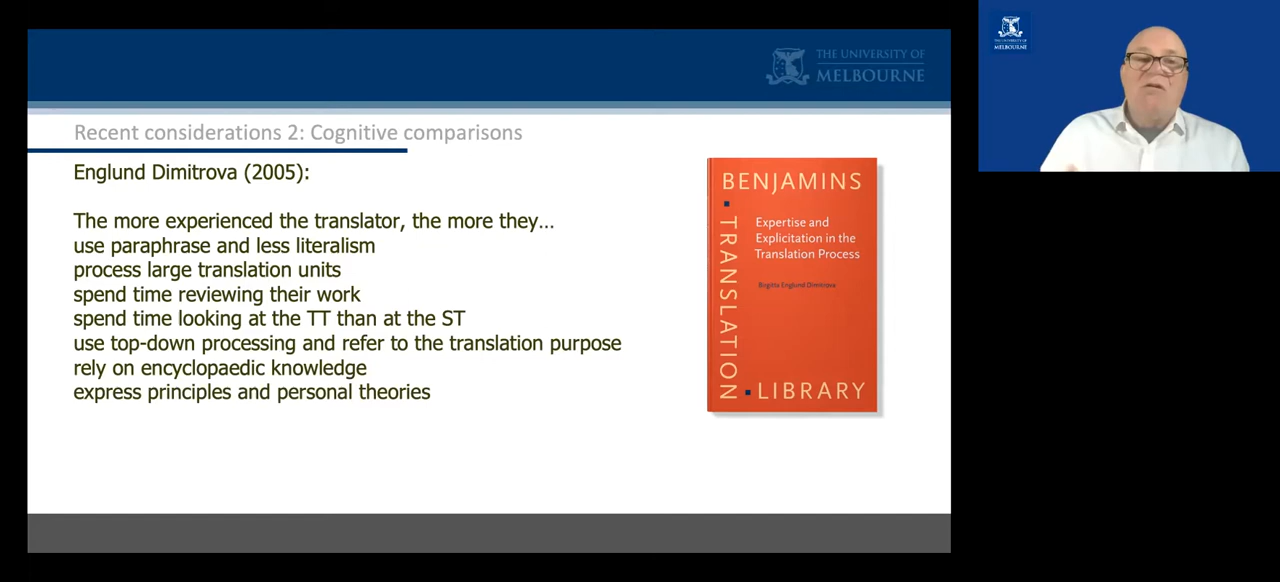 THE UNIVERSITY OF
MELBOURNE
MELBOURNE
Recent considerations 2: Cognitive comparisons
Englund Dimitrova (2005):
The more experienced the translator, the more they…
use paraphrase and less literalism
process large translation units
spend time reviewing their work
spend time looking at the TT than at the ST
use top-down processing and refer to the translation purpose
rely on encyclopaedic knowledge
express principles and personal theories
BENJAMINS
TRANSLATION
Expertise and
Explicitation in the
Translation Process
Birgitta Englund Dimitrova
LIBRARY